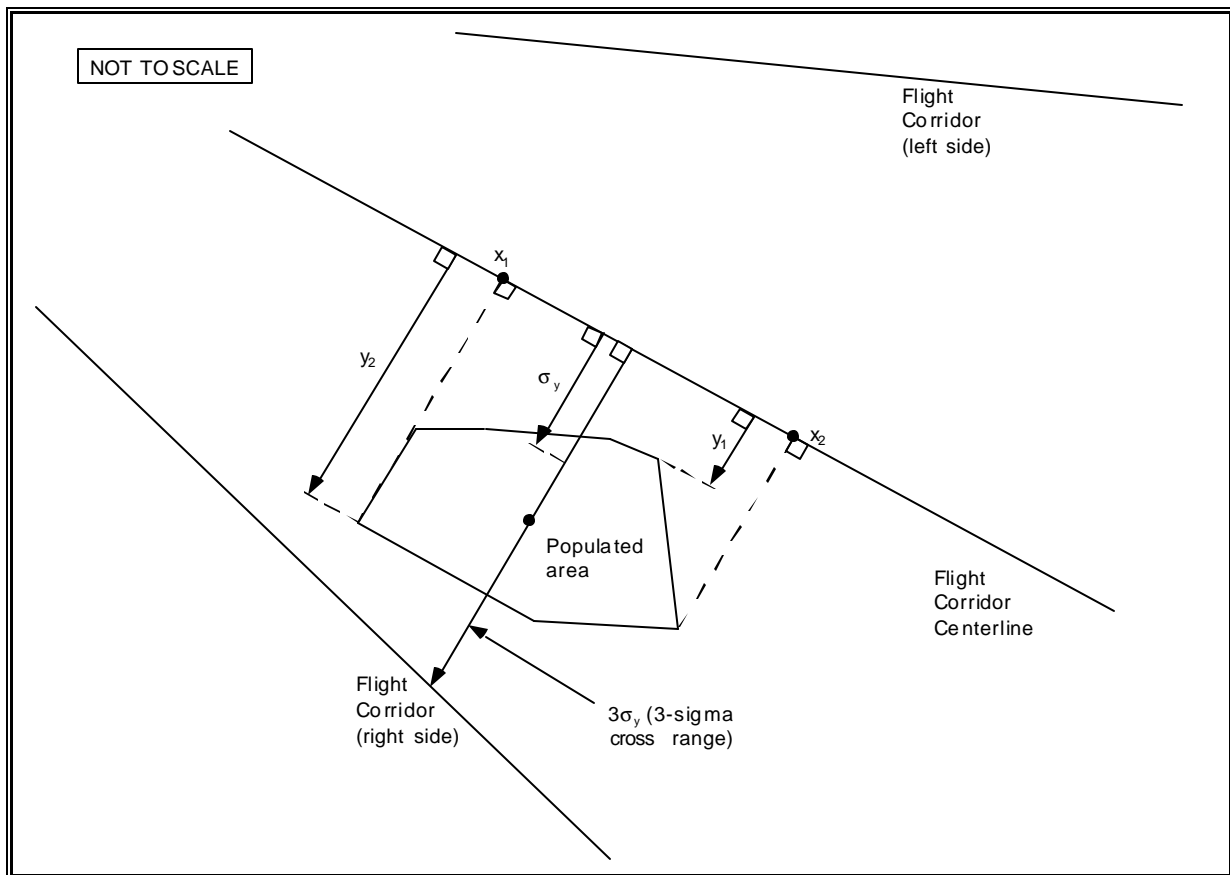 NOT TO SCALE
Flight
Corridor
(left side)
x₁
y₂
σ y
y₁
x₂
Populated
area
Flight
Corridor
Centerline
Flight
Corridor
(right side)
3σy (3-sigma
cross range)